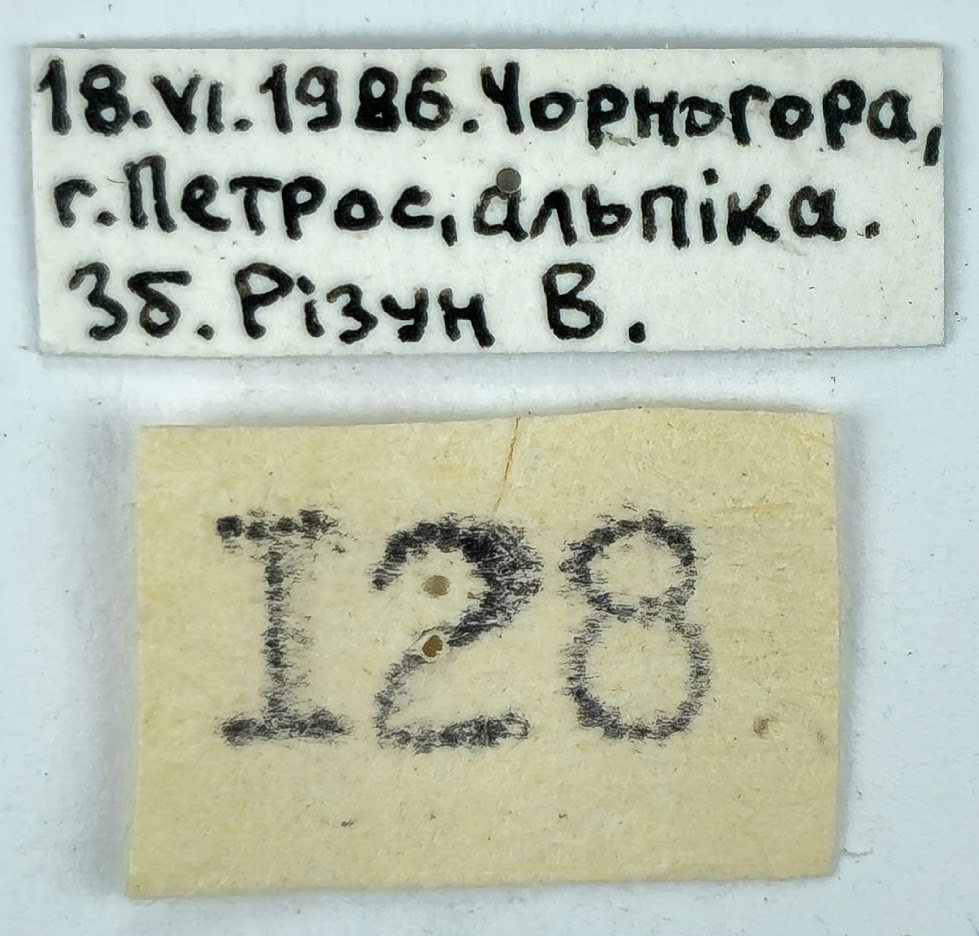 18.VI.1986. Чорногора,
г. Петрос, альпіка.
Зб. Різун В.
I28